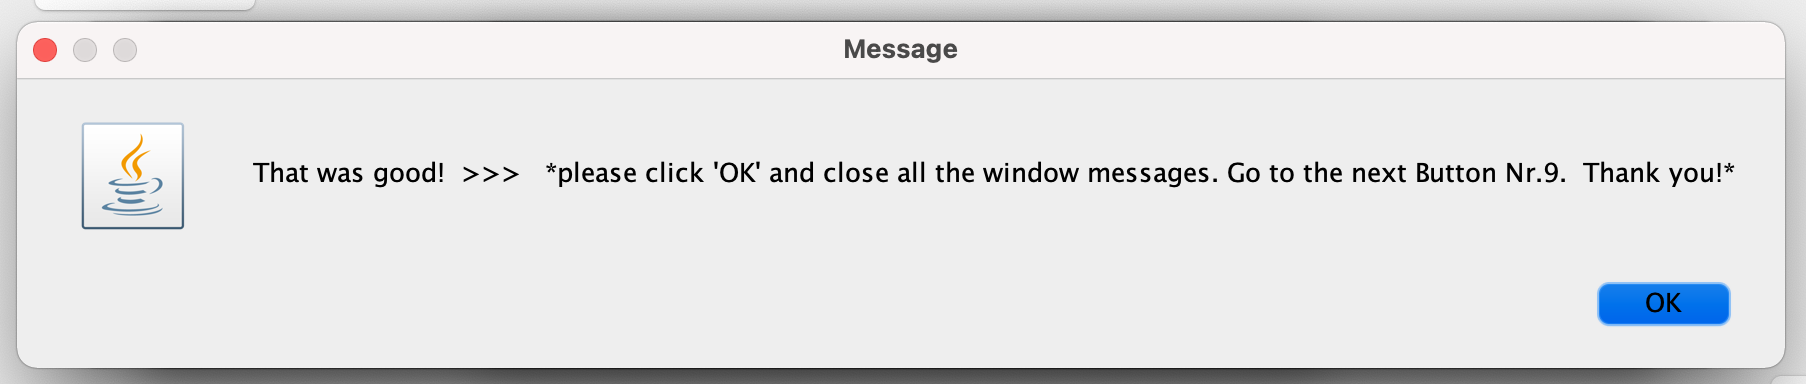 Message
That was good!  >>>   *please click 'OK' and close all the window messages. Go to the next Button Nr.9.  Thank you!*
OK